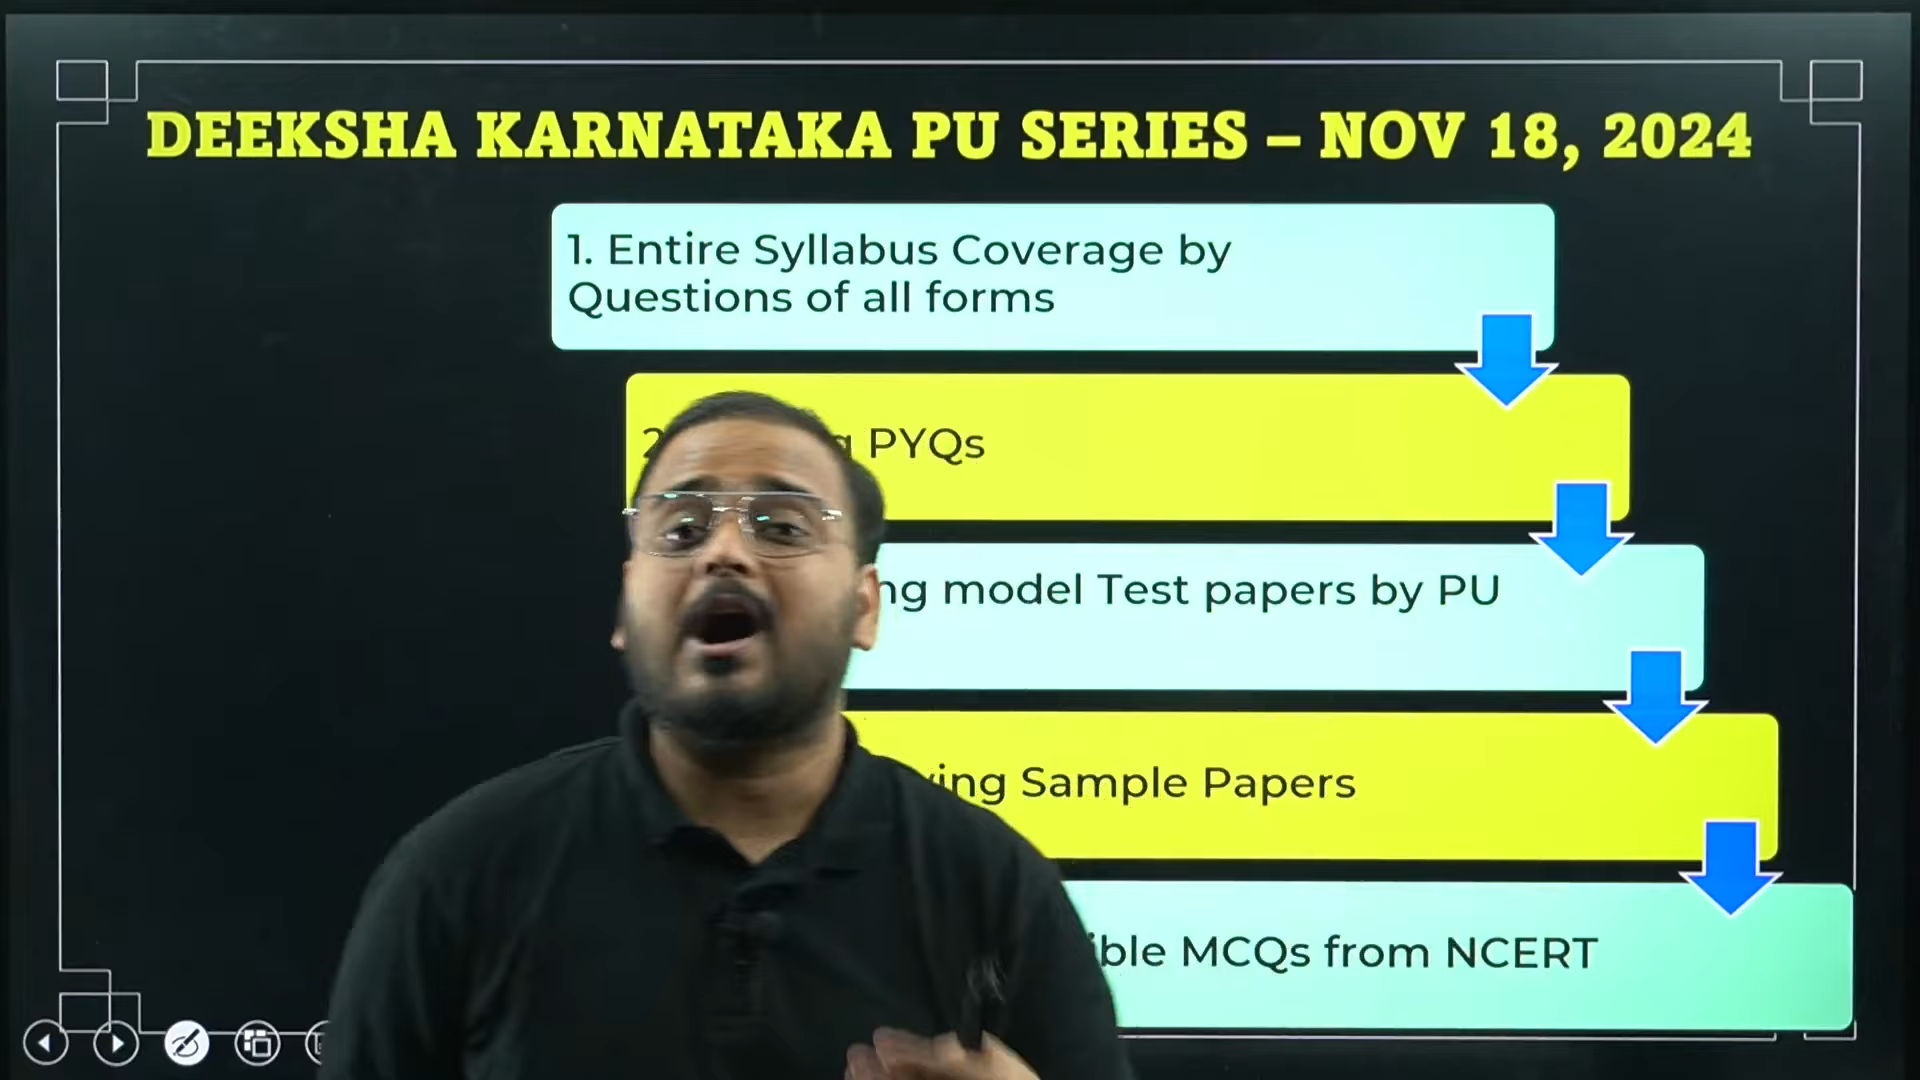 DEEKSHA KARNATAKA PU SERIES – NOV 18, 2024
1. Entire Syllabus Coverage by
Questions of all forms
PYQs
model Test papers by PU
Sample Papers
MCQs from NCERT